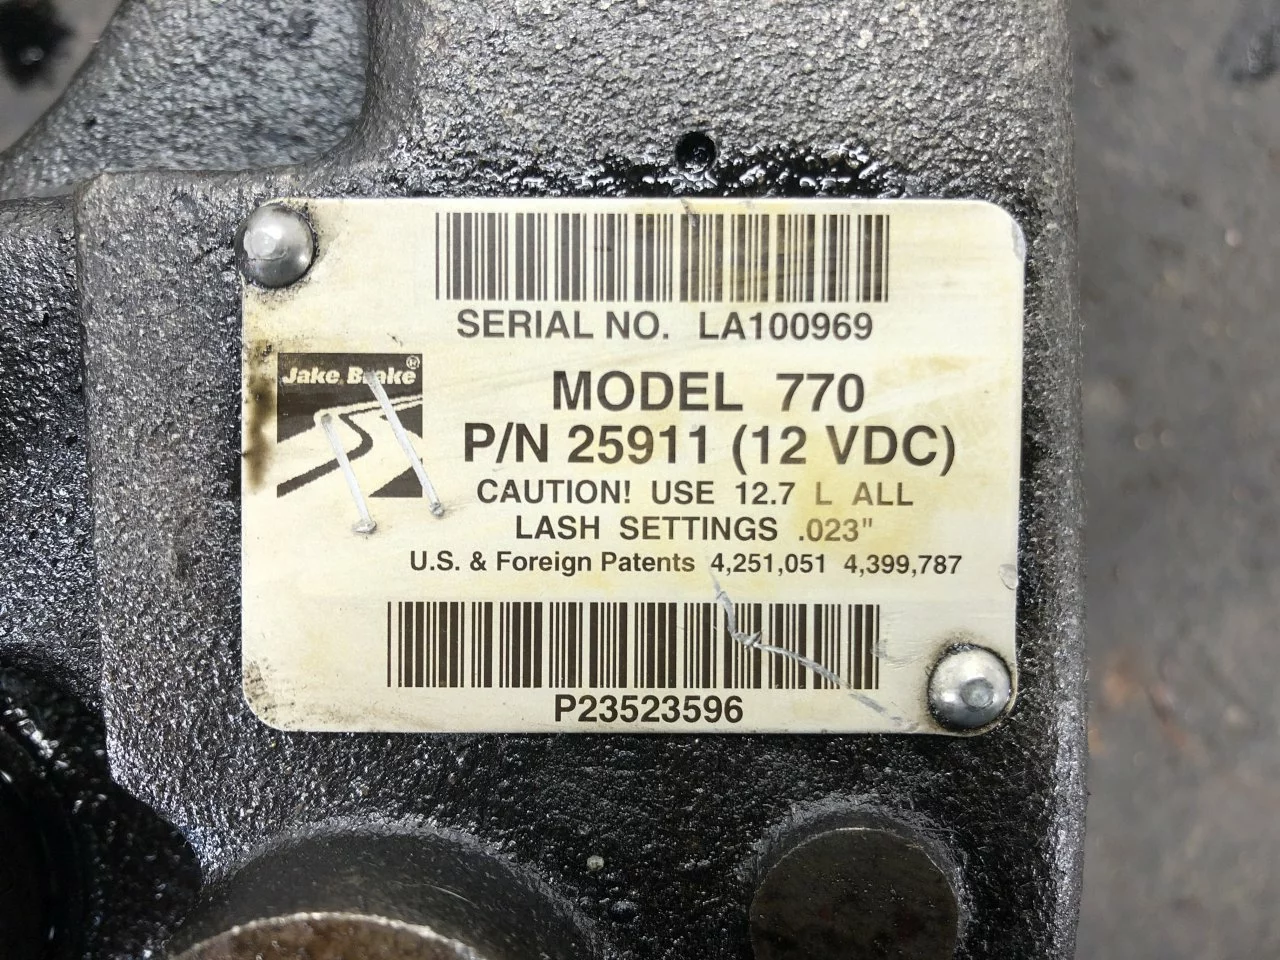 SERIAL NO. LA100969
Jake Brake®
MODEL 770
P/N 25911 (12 VDC)
CAUTION! USE 12.7 L ALL
LASH SETTINGS .023"
U.S. & Foreign Patents 4,251,051 4,399,787
P23523596